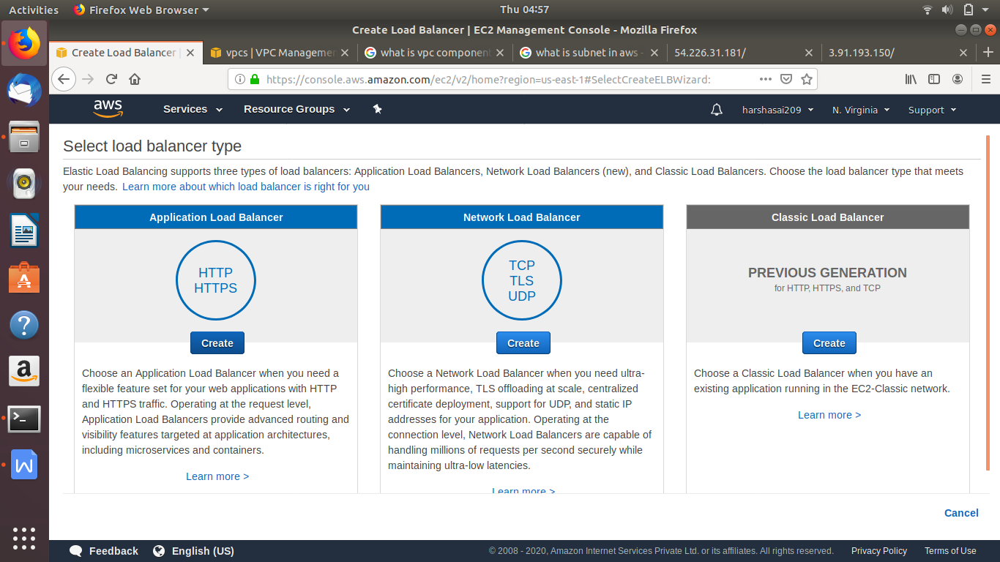 Activities
Firefox Web Browser
Thu 04:57
Create Load Balancer | EC2 Management Console - Mozilla Firefox
Create Load Balancer |
vpcs | VPC Managemen
what is vpc component
what is subnet in aws -
54.226.31.181/
3.91.193.150/
https://console.aws.amazon.com/ec2/v2/home?region=us-east-1#SelectCreateELBWizard:
aws
Services
Resource Groups
harshasai209
N. Virginia
Support
Select load balancer type
Elastic Load Balancing supports three types of load balancers: Application Load Balancers, Network Load Balancers (new), and Classic Load Balancers. Choose the load balancer type that meets
your needs. Learn more about which load balancer is right for you
Application Load Balancer
HTTP
HTTPS
Create
Choose an Application Load Balancer when you need a
flexible feature set for your web applications with HTTP
and HTTPS traffic. Operating at the request level,
Application Load Balancers provide advanced routing and
visibility features targeted at application architectures,
including microservices and containers.
Learn more >
Network Load Balancer
TCP
TLS
UDP
Create
Choose a Network Load Balancer when you need ultra-
high performance, TLS offloading at scale, centralized
certificate deployment, support for UDP, and static IP
addresses for your application. Operating at the
connection level, Network Load Balancers are capable of
handling millions of requests per second securely while
maintaining ultra-low latencies.
Learn more >
Classic Load Balancer
PREVIOUS GENERATION
for HTTP, HTTPS, and TCP
Create
Choose a Classic Load Balancer when you have an
existing application running in the EC2-Classic network.
Learn more >
Cancel
Feedback
English (US)
© 2008 - 2020, Amazon Internet Services Private Ltd. or its affiliates. All rights reserved.
Privacy Policy
Terms of Use